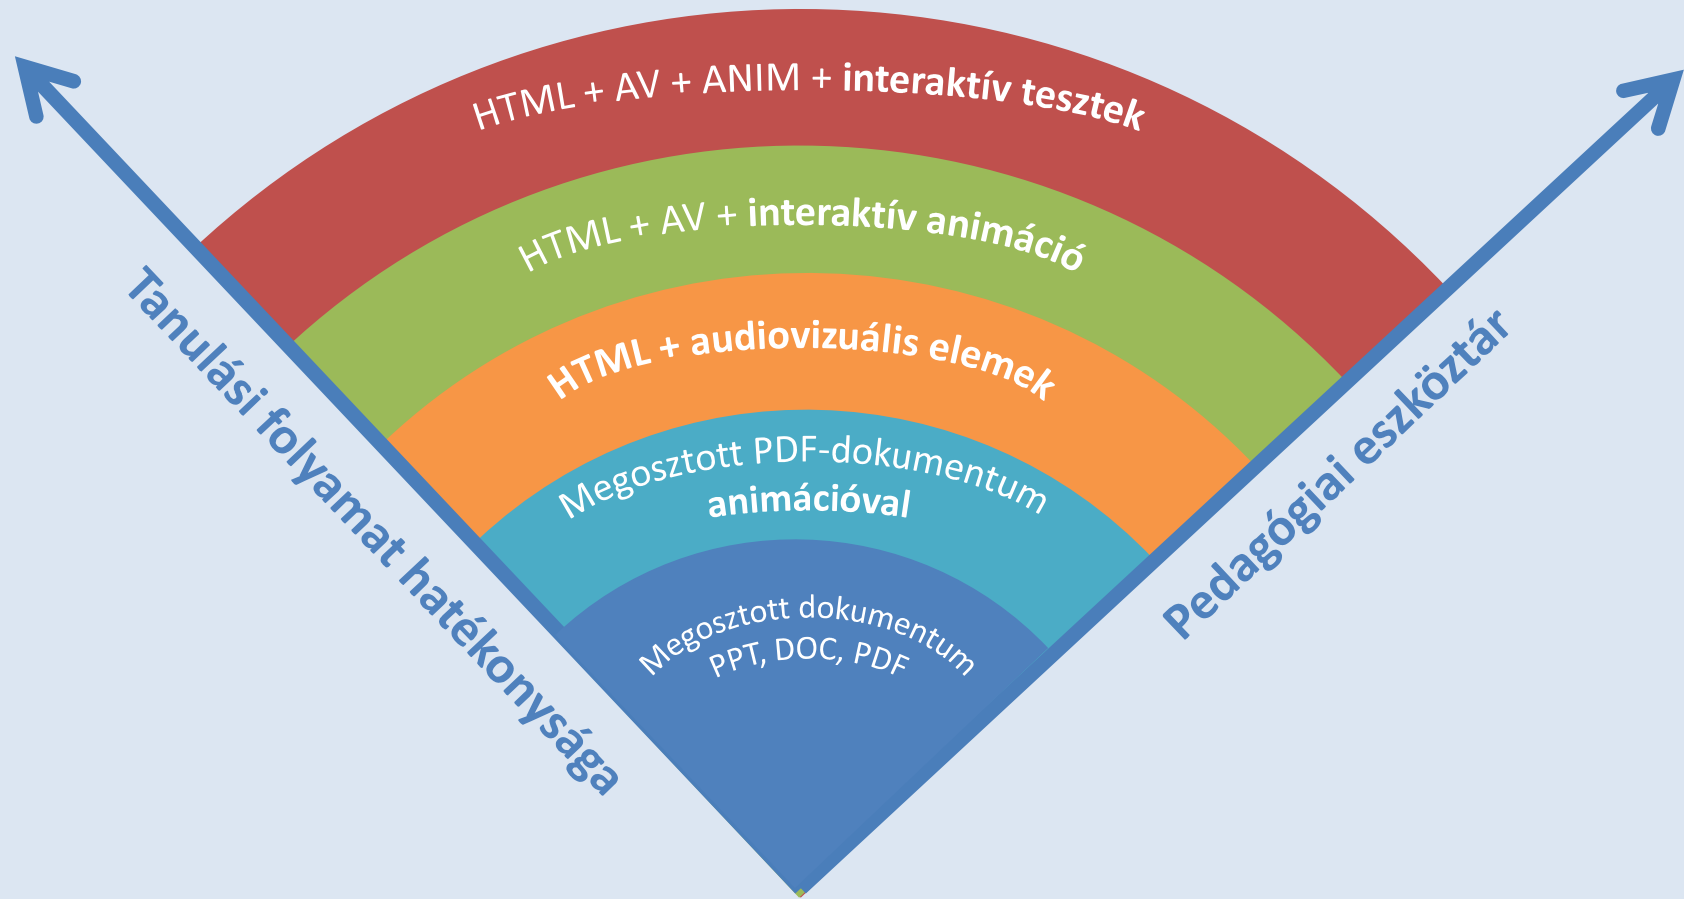 HTML + AV + ANIM + interaktív tesztek
HTML + AV + interaktív animáció
HTML + audiovizuális elemek
Megosztott PDF-dokumentum
animációval
Megosztott dokumentum
PPT, DOC, PDF
Tanulási folyamat hatékonysága
Pedagógiai eszköztár